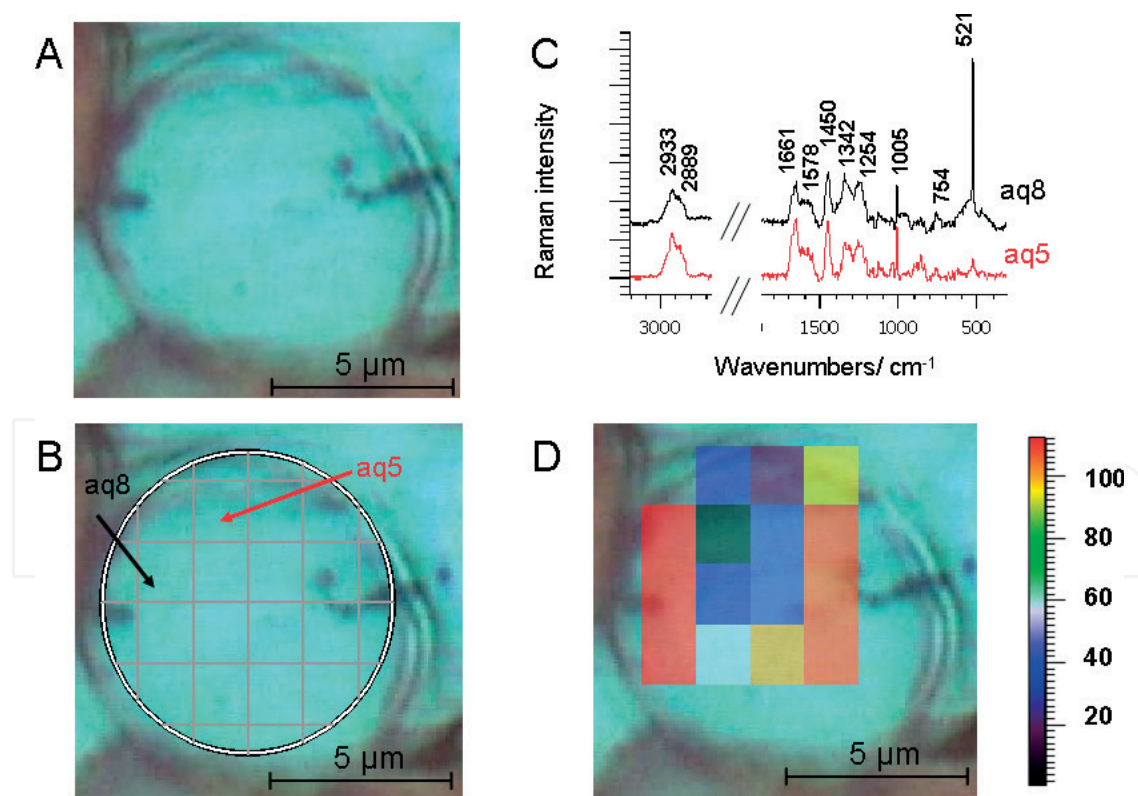 A
5 µm
B
aq8
aq5
5 µm
C
Raman intensity
2933
2889
1661
1578
1450
1342
1254
1005
754
521
aq8
aq5
3000
1500
1000
500
Wavenumbers/ cm⁻¹
D
5 µm
100
80
60
40
20